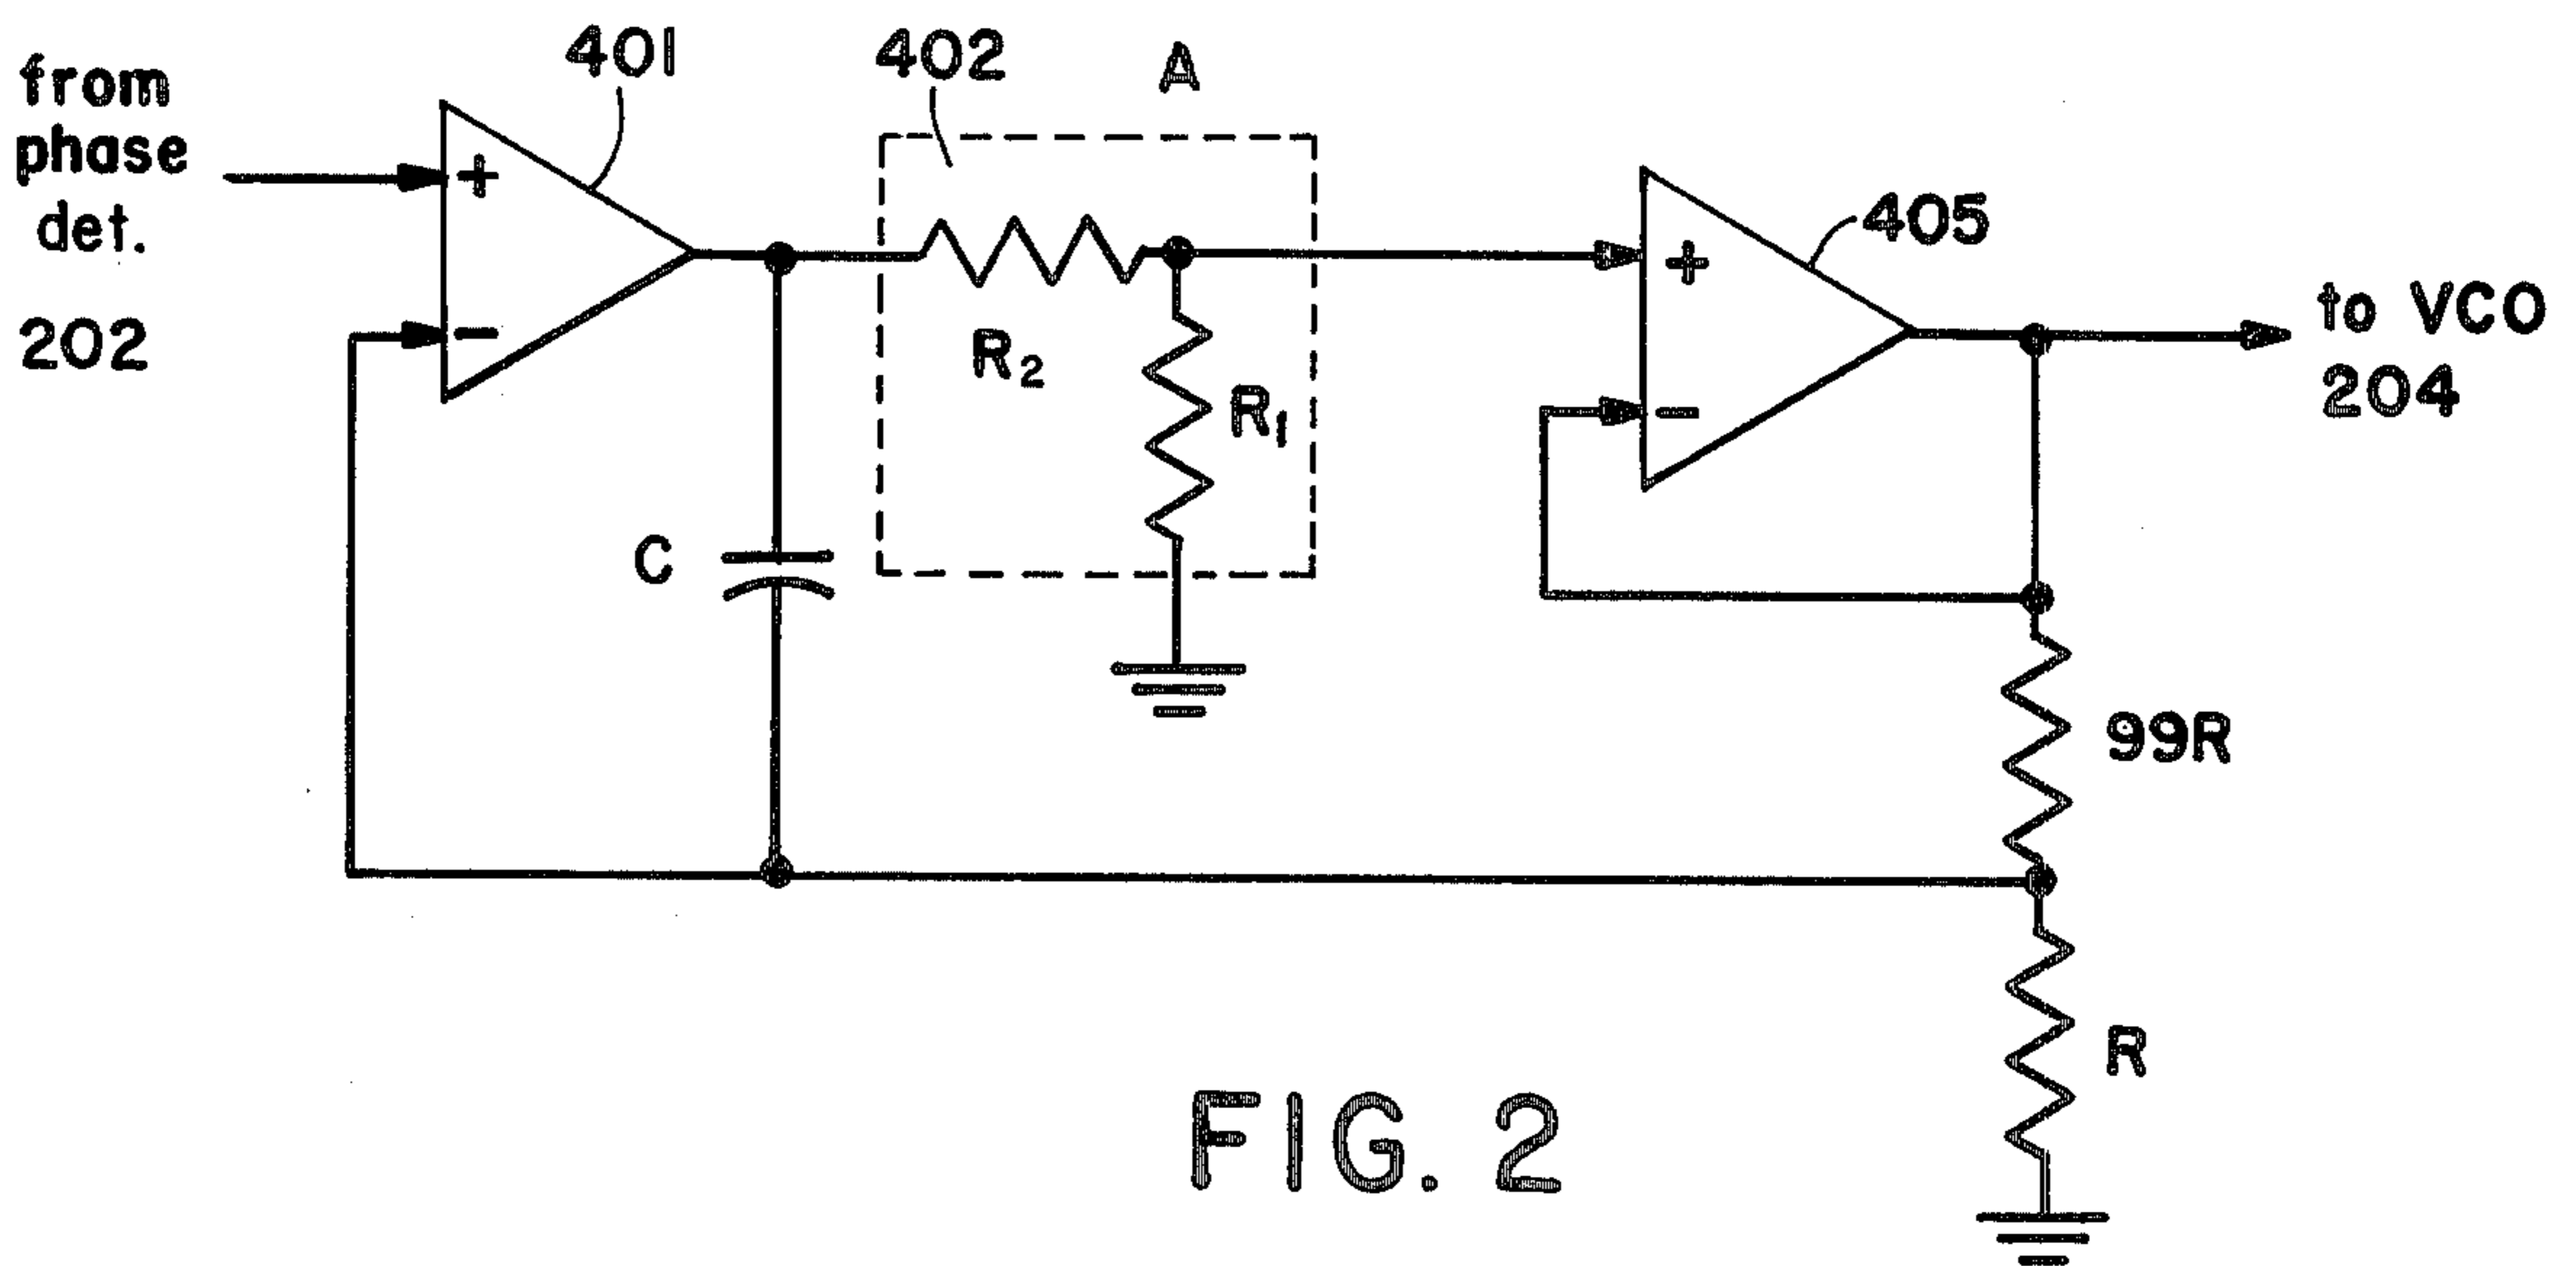 from
phase
det.
202
401
402
A
+
−
R2
R1
C
405
+
−
to VCO
204
99R
R
FIG. 2